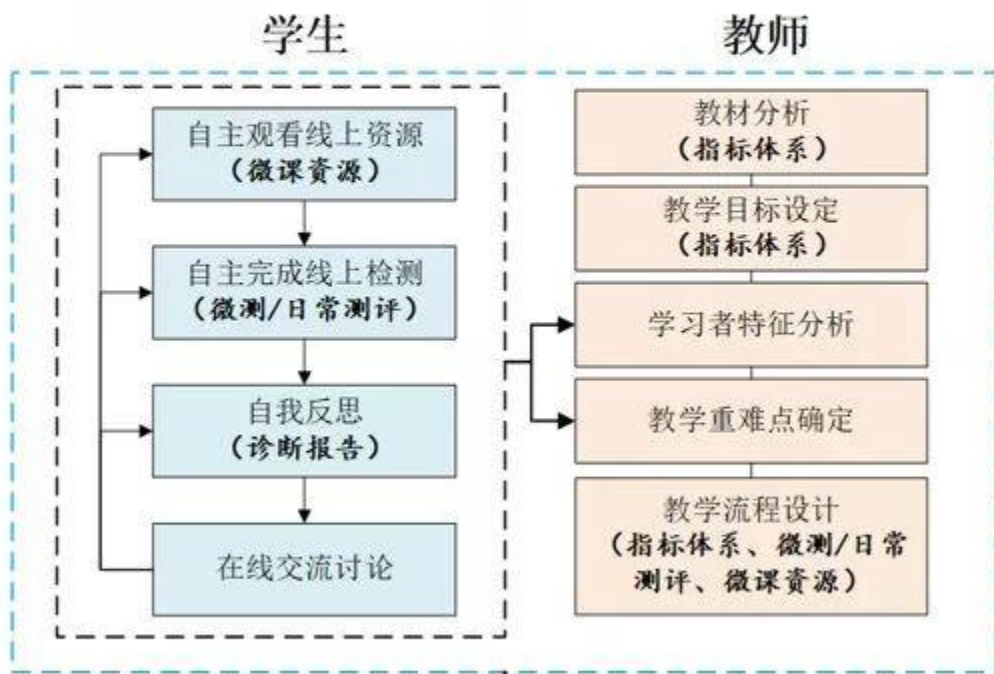 学生
教师
自主观看线上资源
（微课资源）
自主完成线上检测
（微测/日常测评）
自我反思
（诊断报告）
在线交流讨论
教材分析
（指标体系）
教学目标设定
（指标体系）
学习者特征分析
教学重难点确定
教学流程设计
（指标体系、微测/日常
测评、微课资源）